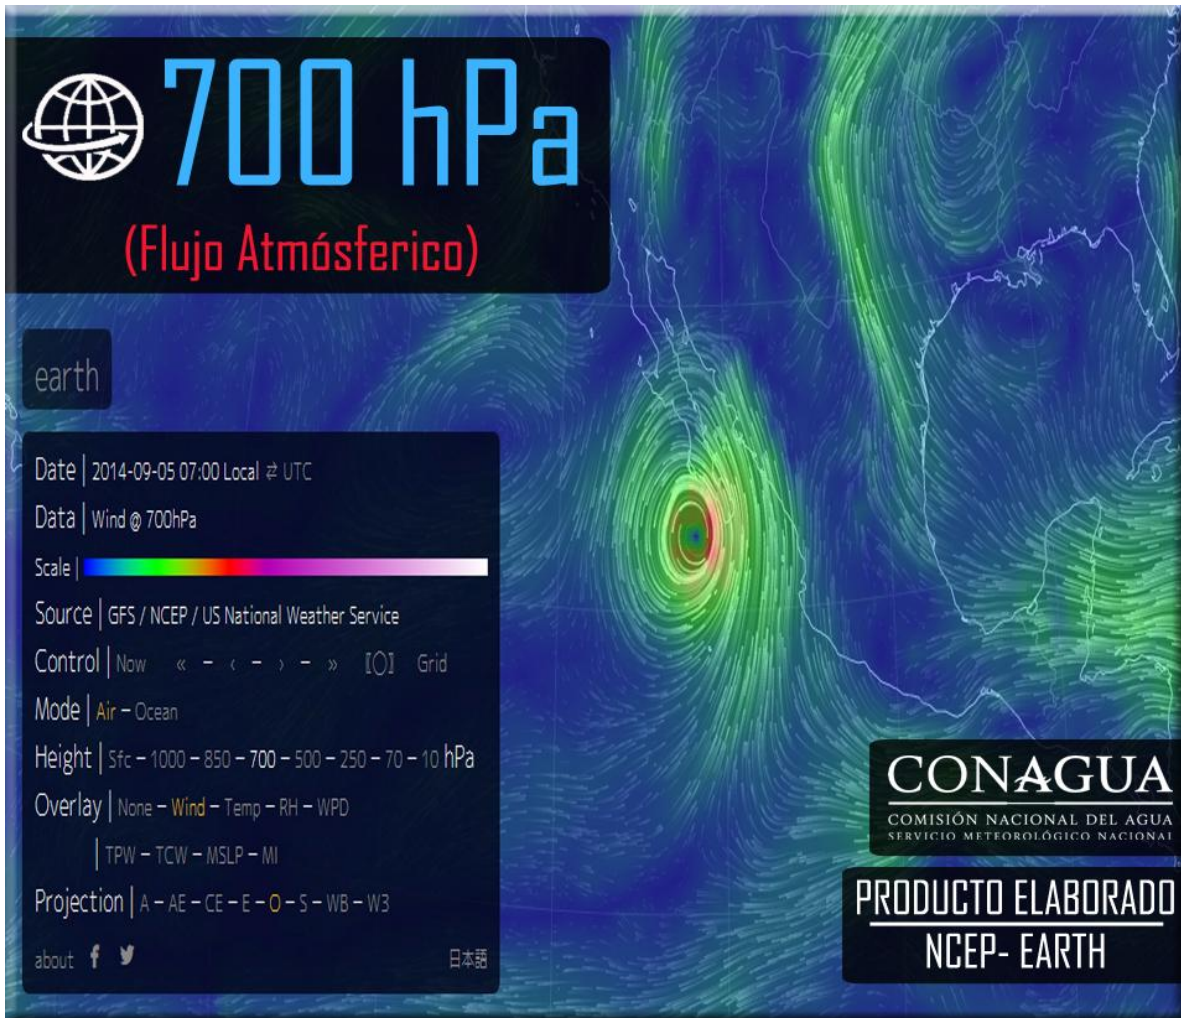 700 hPa
(Flujo Atmósferico)
earth
Date | 2014-09-05 07:00 Local ⇄ UTC
Data | Wind @ 700hPa
Scale |
Source | GFS / NCEP / US National Weather Service
Control | Now « – ‹ – › – » 〖◯〗 Grid
Mode | Air – Ocean
Height | Sfc – 1000 – 850 – 700 – 500 – 250 – 70 – 10 hPa
Overlay | None – Wind – Temp – RH – WPD
| TPW – TCW – MSLP – MI
Projection | A – AE – CE – E – O – S – WB – W3
about f 日本語
CONAGUA
COMISIÓN NACIONAL DEL AGUA
SERVICIO METEOROLÓGICO NACIONAL
PRODUCTO ELABORADO
NCEP- EARTH